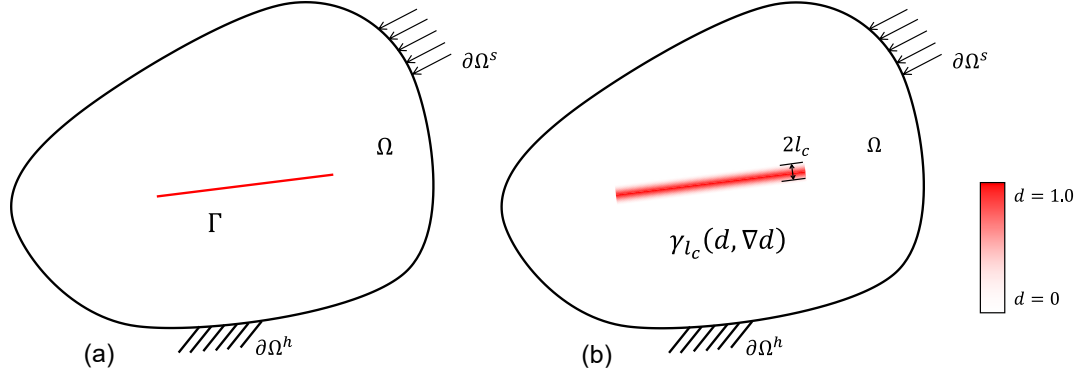 ∂Ω^s
Ω
Γ
∂Ω^h
(a)
∂Ω^s
2l_c
Ω
γ_{l_c}(d, ∇d)
∂Ω^h
(b)
d = 1.0
d = 0